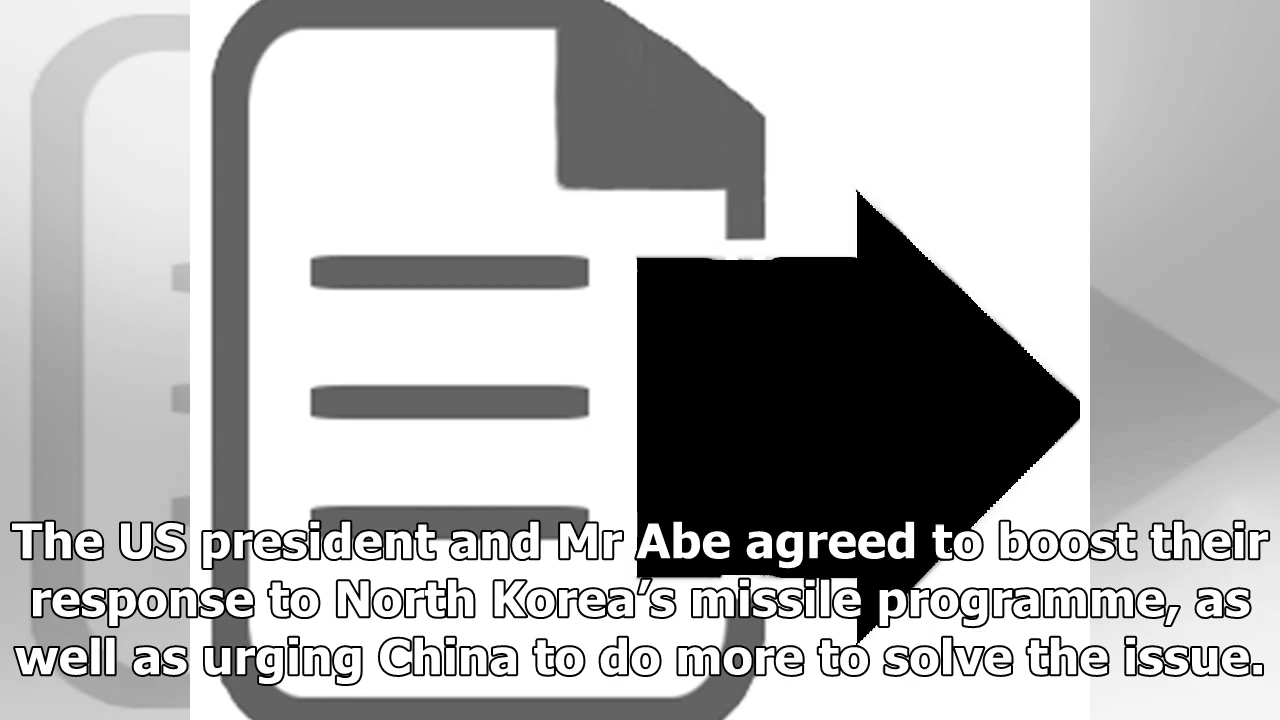 The US president and Mr Abe agreed to boost their
response to North Korea’s missile programme, as
well as urging China to do more to solve the issue.